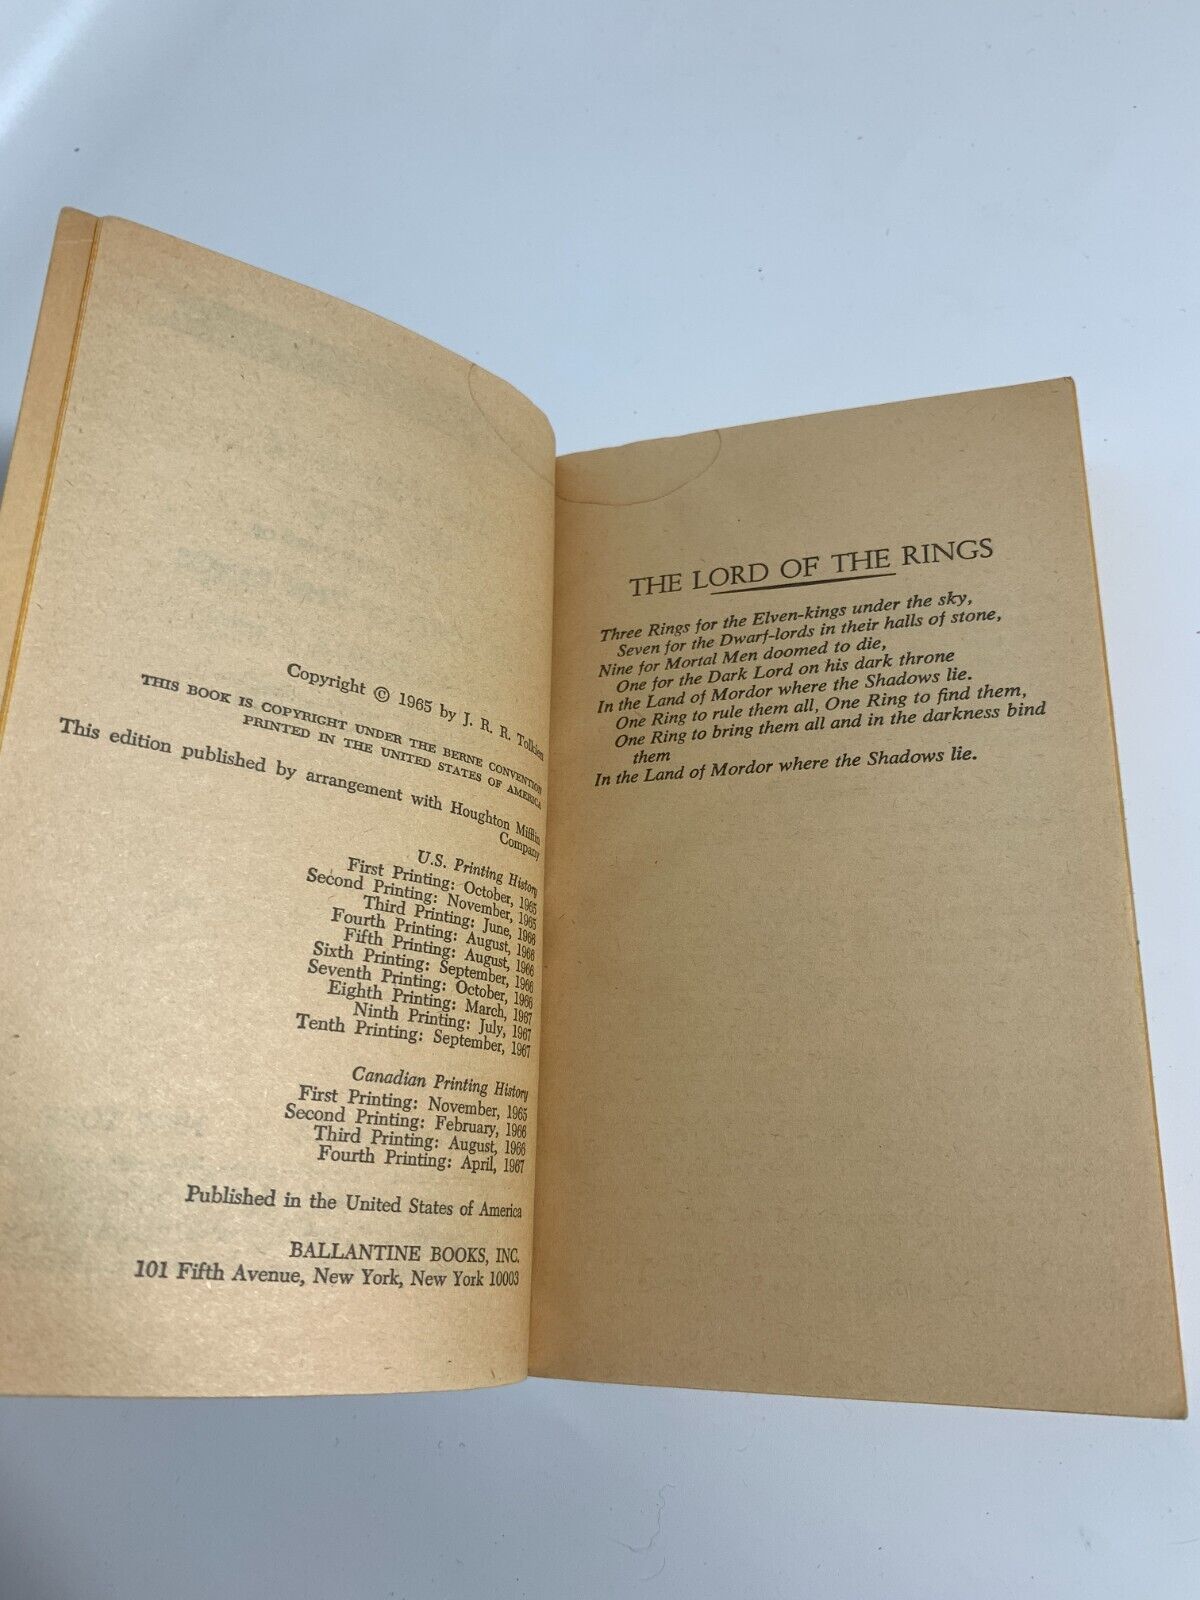 Copyright © 1965 by J. R. R. Tolkien
THIS BOOK IS COPYRIGHT UNDER THE BERNE CONVENTION
PRINTED IN THE UNITED STATES OF AMERICA
This edition published by arrangement with Houghton Mifflin
Company
U.S. Printing History
First Printing: October, 1965
Second Printing: November, 1965
Third Printing: June, 1966
Fourth Printing: August, 1966
Fifth Printing: August, 1966
Sixth Printing: September, 1966
Seventh Printing: October, 1966
Eighth Printing: March, 1967
Ninth Printing: July, 1967
Tenth Printing: September, 1967
Canadian Printing History
First Printing: November, 1965
Second Printing: February, 1966
Third Printing: August, 1966
Fourth Printing: April, 1967
Published in the United States of America
BALLANTINE BOOKS, INC.
101 Fifth Avenue, New York, New York 10003
THE LORD OF THE RINGS
Three Rings for the Elven-kings under the sky,
Seven for the Dwarf-lords in their halls of stone,
Nine for Mortal Men doomed to die,
One for the Dark Lord on his dark throne
In the Land of Mordor where the Shadows lie.
One Ring to rule them all, One Ring to find them,
One Ring to bring them all and in the darkness bind
them
In the Land of Mordor where the Shadows lie.